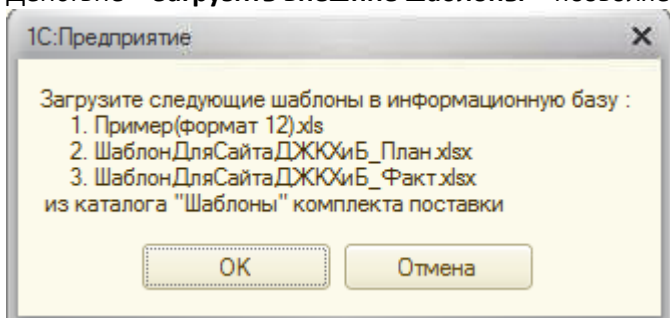 1С:Предприятие
Загрузите следующие шаблоны в информационную базу :
1. Пример(формат 12).xls
2. ШаблонДляСайтаДЖКХиБ_План.xlsx
3. ШаблонДляСайтаДЖКХиБ_Факт.xlsx
из каталога "Шаблоны" комплекта поставки
OK Отмена